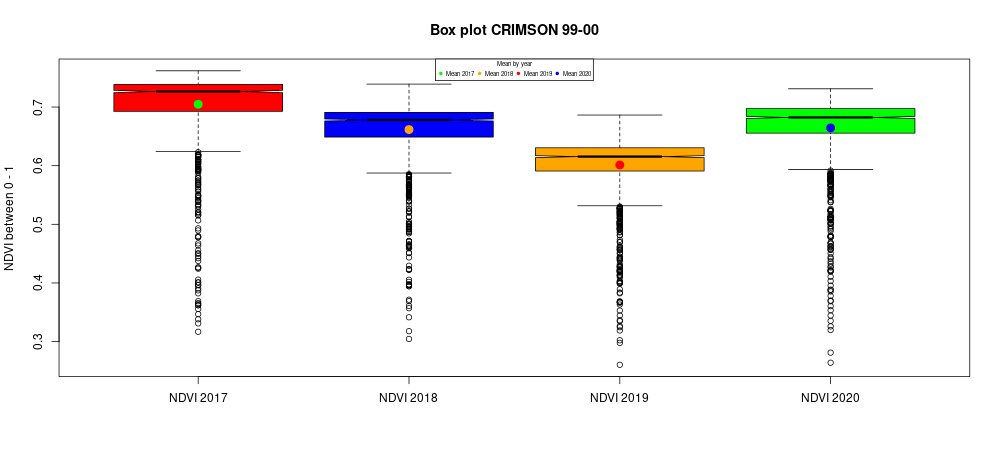 Box plot CRIMSON 99-00
Mean by year
Mean 2017 Mean 2018 Mean 2019 Mean 2020
NDVI between 0 - 1
0.7
0.6
0.5
0.4
0.3
NDVI 2017 NDVI 2018 NDVI 2019 NDVI 2020